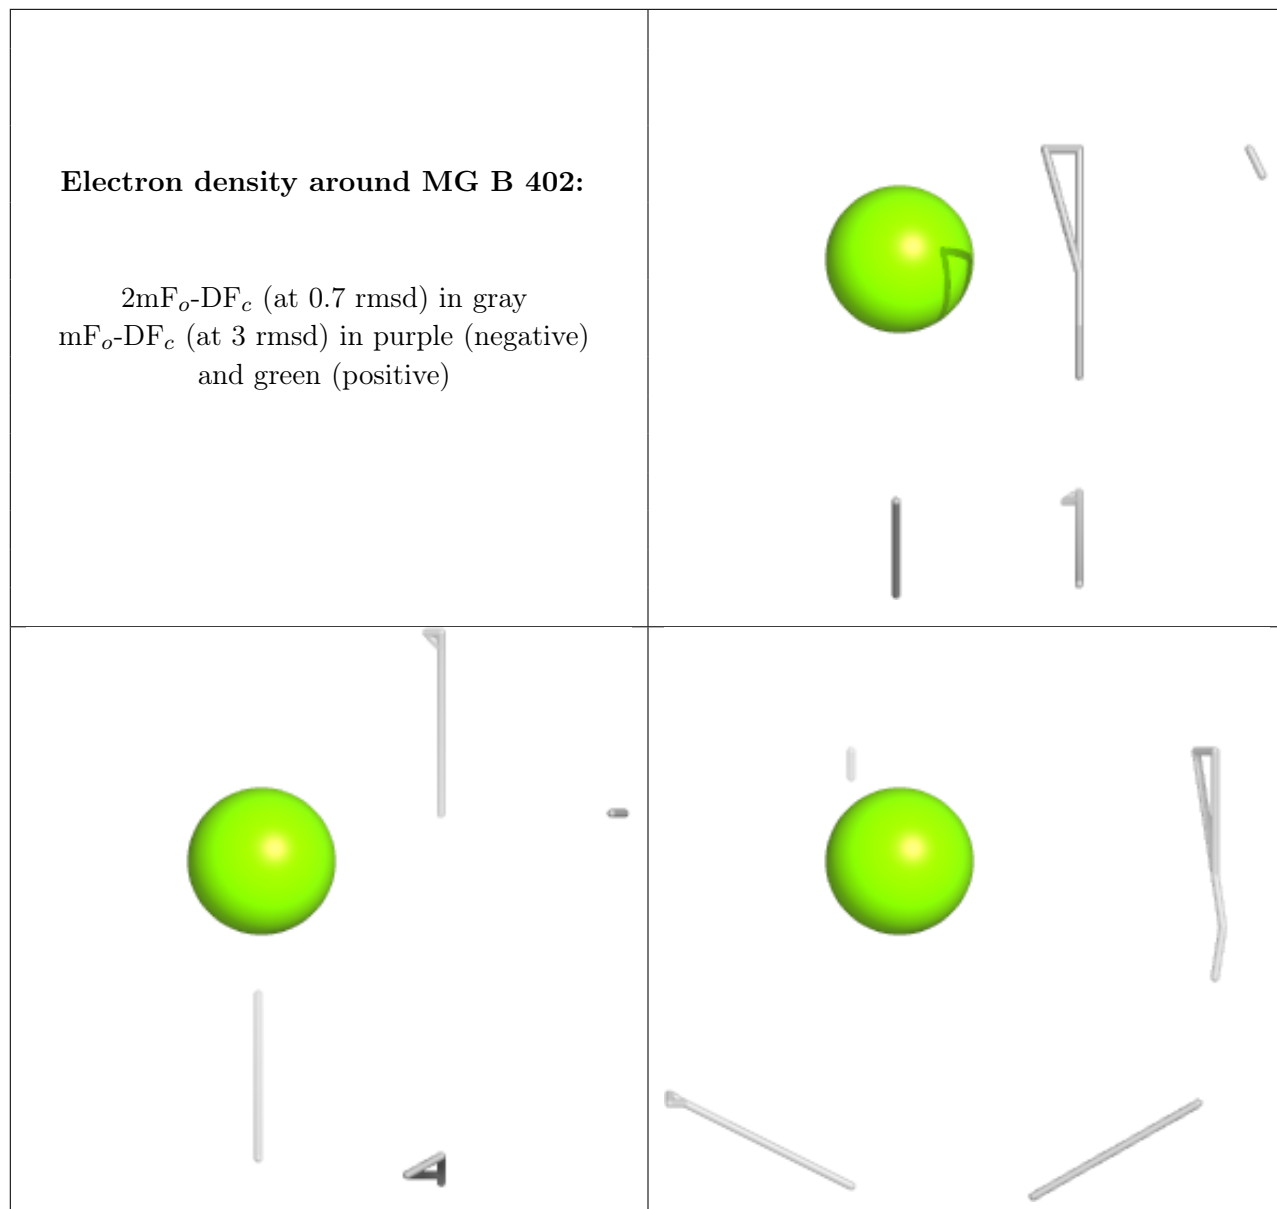 Electron density around MG B 402:
2mFo-DFc (at 0.7 rmsd) in gray
mFo-DFc (at 3 rmsd) in purple (negative)
and green (positive)